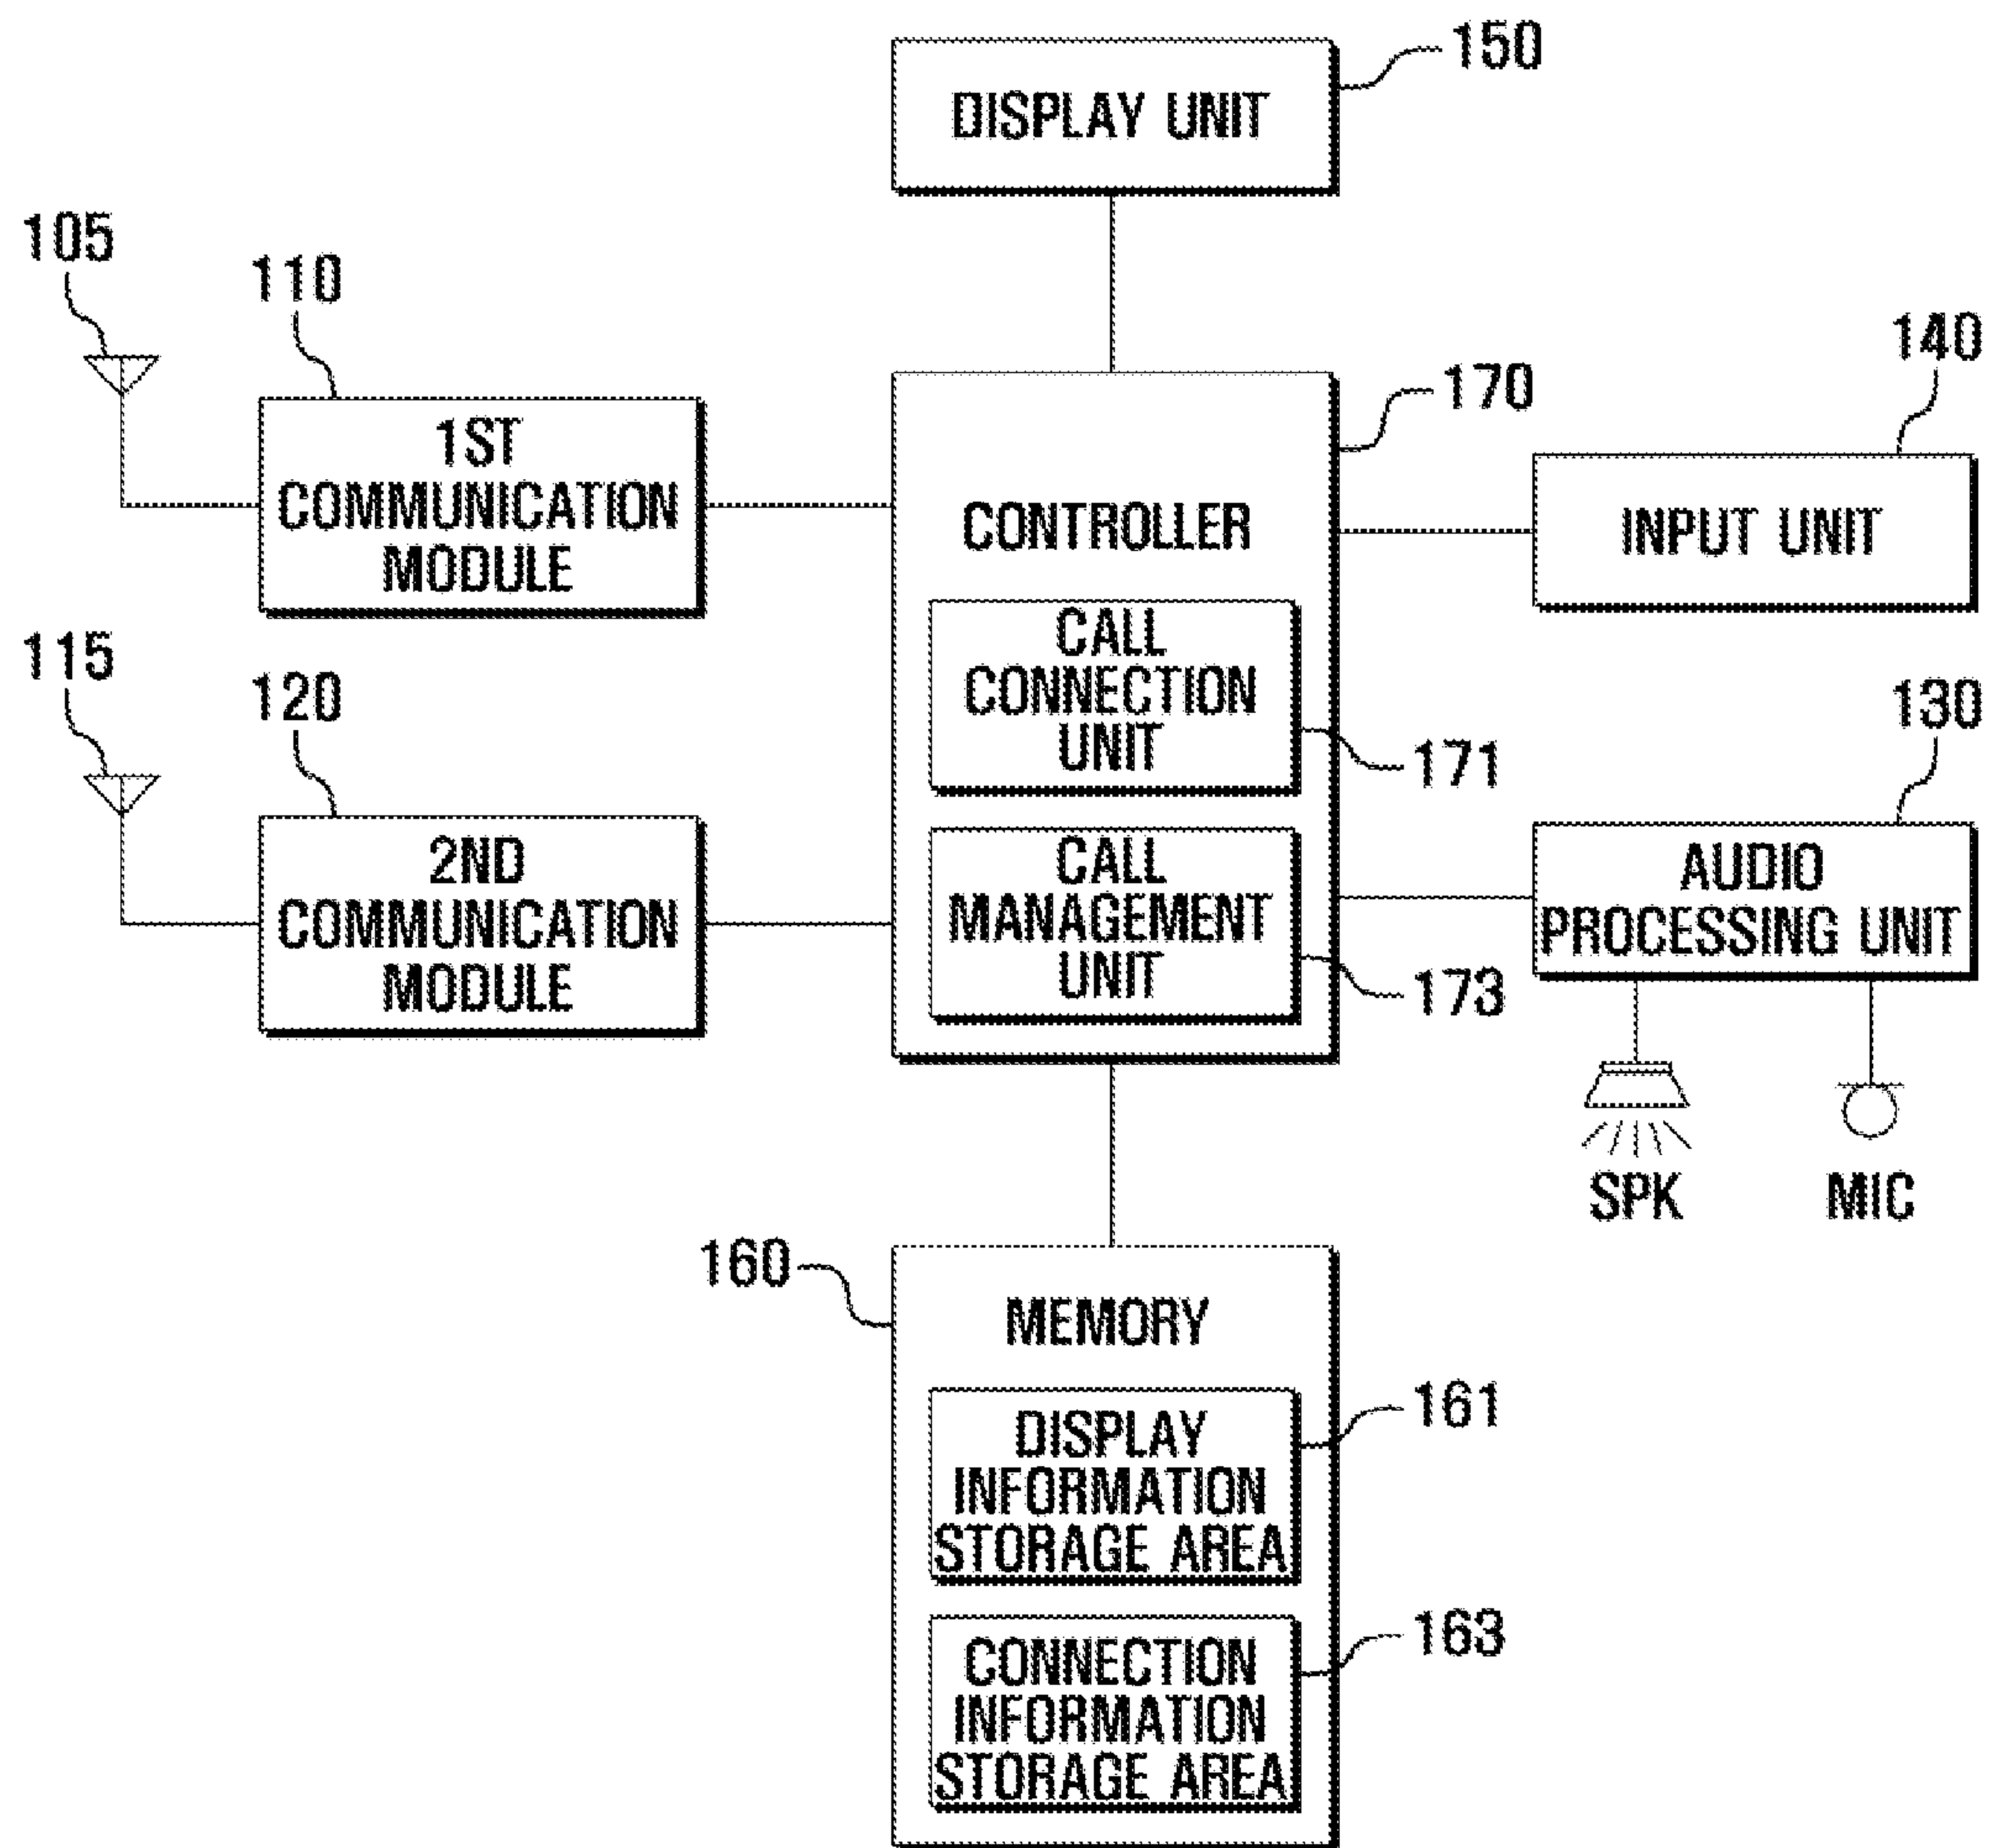 150
DISPLAY UNIT
105
110
1ST
COMMUNICATION
MODULE
115
120
2ND
COMMUNICATION
MODULE
170
CONTROLLER
CALL
CONNECTION
UNIT
171
CALL
MANAGEMENT
UNIT
173
140
INPUT UNIT
130
AUDIO
PROCESSING UNIT
SPK
MIC
160
MEMORY
161
DISPLAY
INFORMATION
STORAGE AREA
163
CONNECTION
INFORMATION
STORAGE AREA